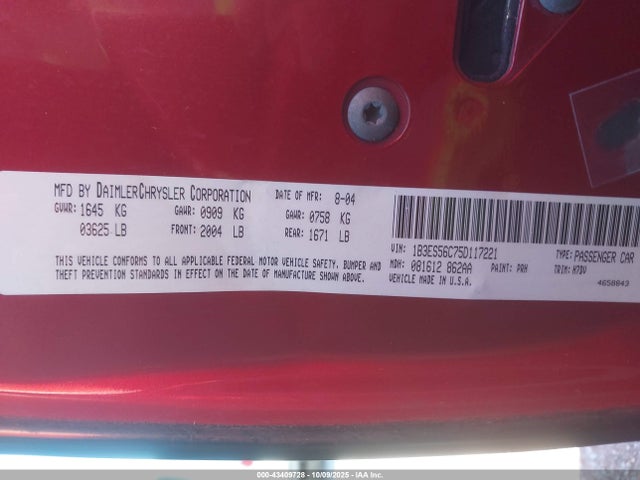 MFD BY DAIMLERCHRYSLER CORPORATION DATE OF MFR: 8-04
GVWR: 1645 KG GAWR: 0909 KG GAWR: 0758 KG
03625 LB FRONT: 2004 LB REAR: 1671 LB
THIS VEHICLE CONFORMS TO ALL APPLICABLE FEDERAL MOTOR VEHICLE SAFETY, BUMPER AND
THEFT PREVENTION STANDARDS IN EFFECT ON THE DATE OF MANUFACTURE SHOWN ABOVE.
VIN: 1B3ES56C75D117221 TYPE: PASSENGER CAR
MDH: 081612 862AA PAINT: PRH TRIM: K7DV
VEHICLE MADE IN U.S.A. 4658843
000-43409728 - 10/09/2025 - IAAI.COM